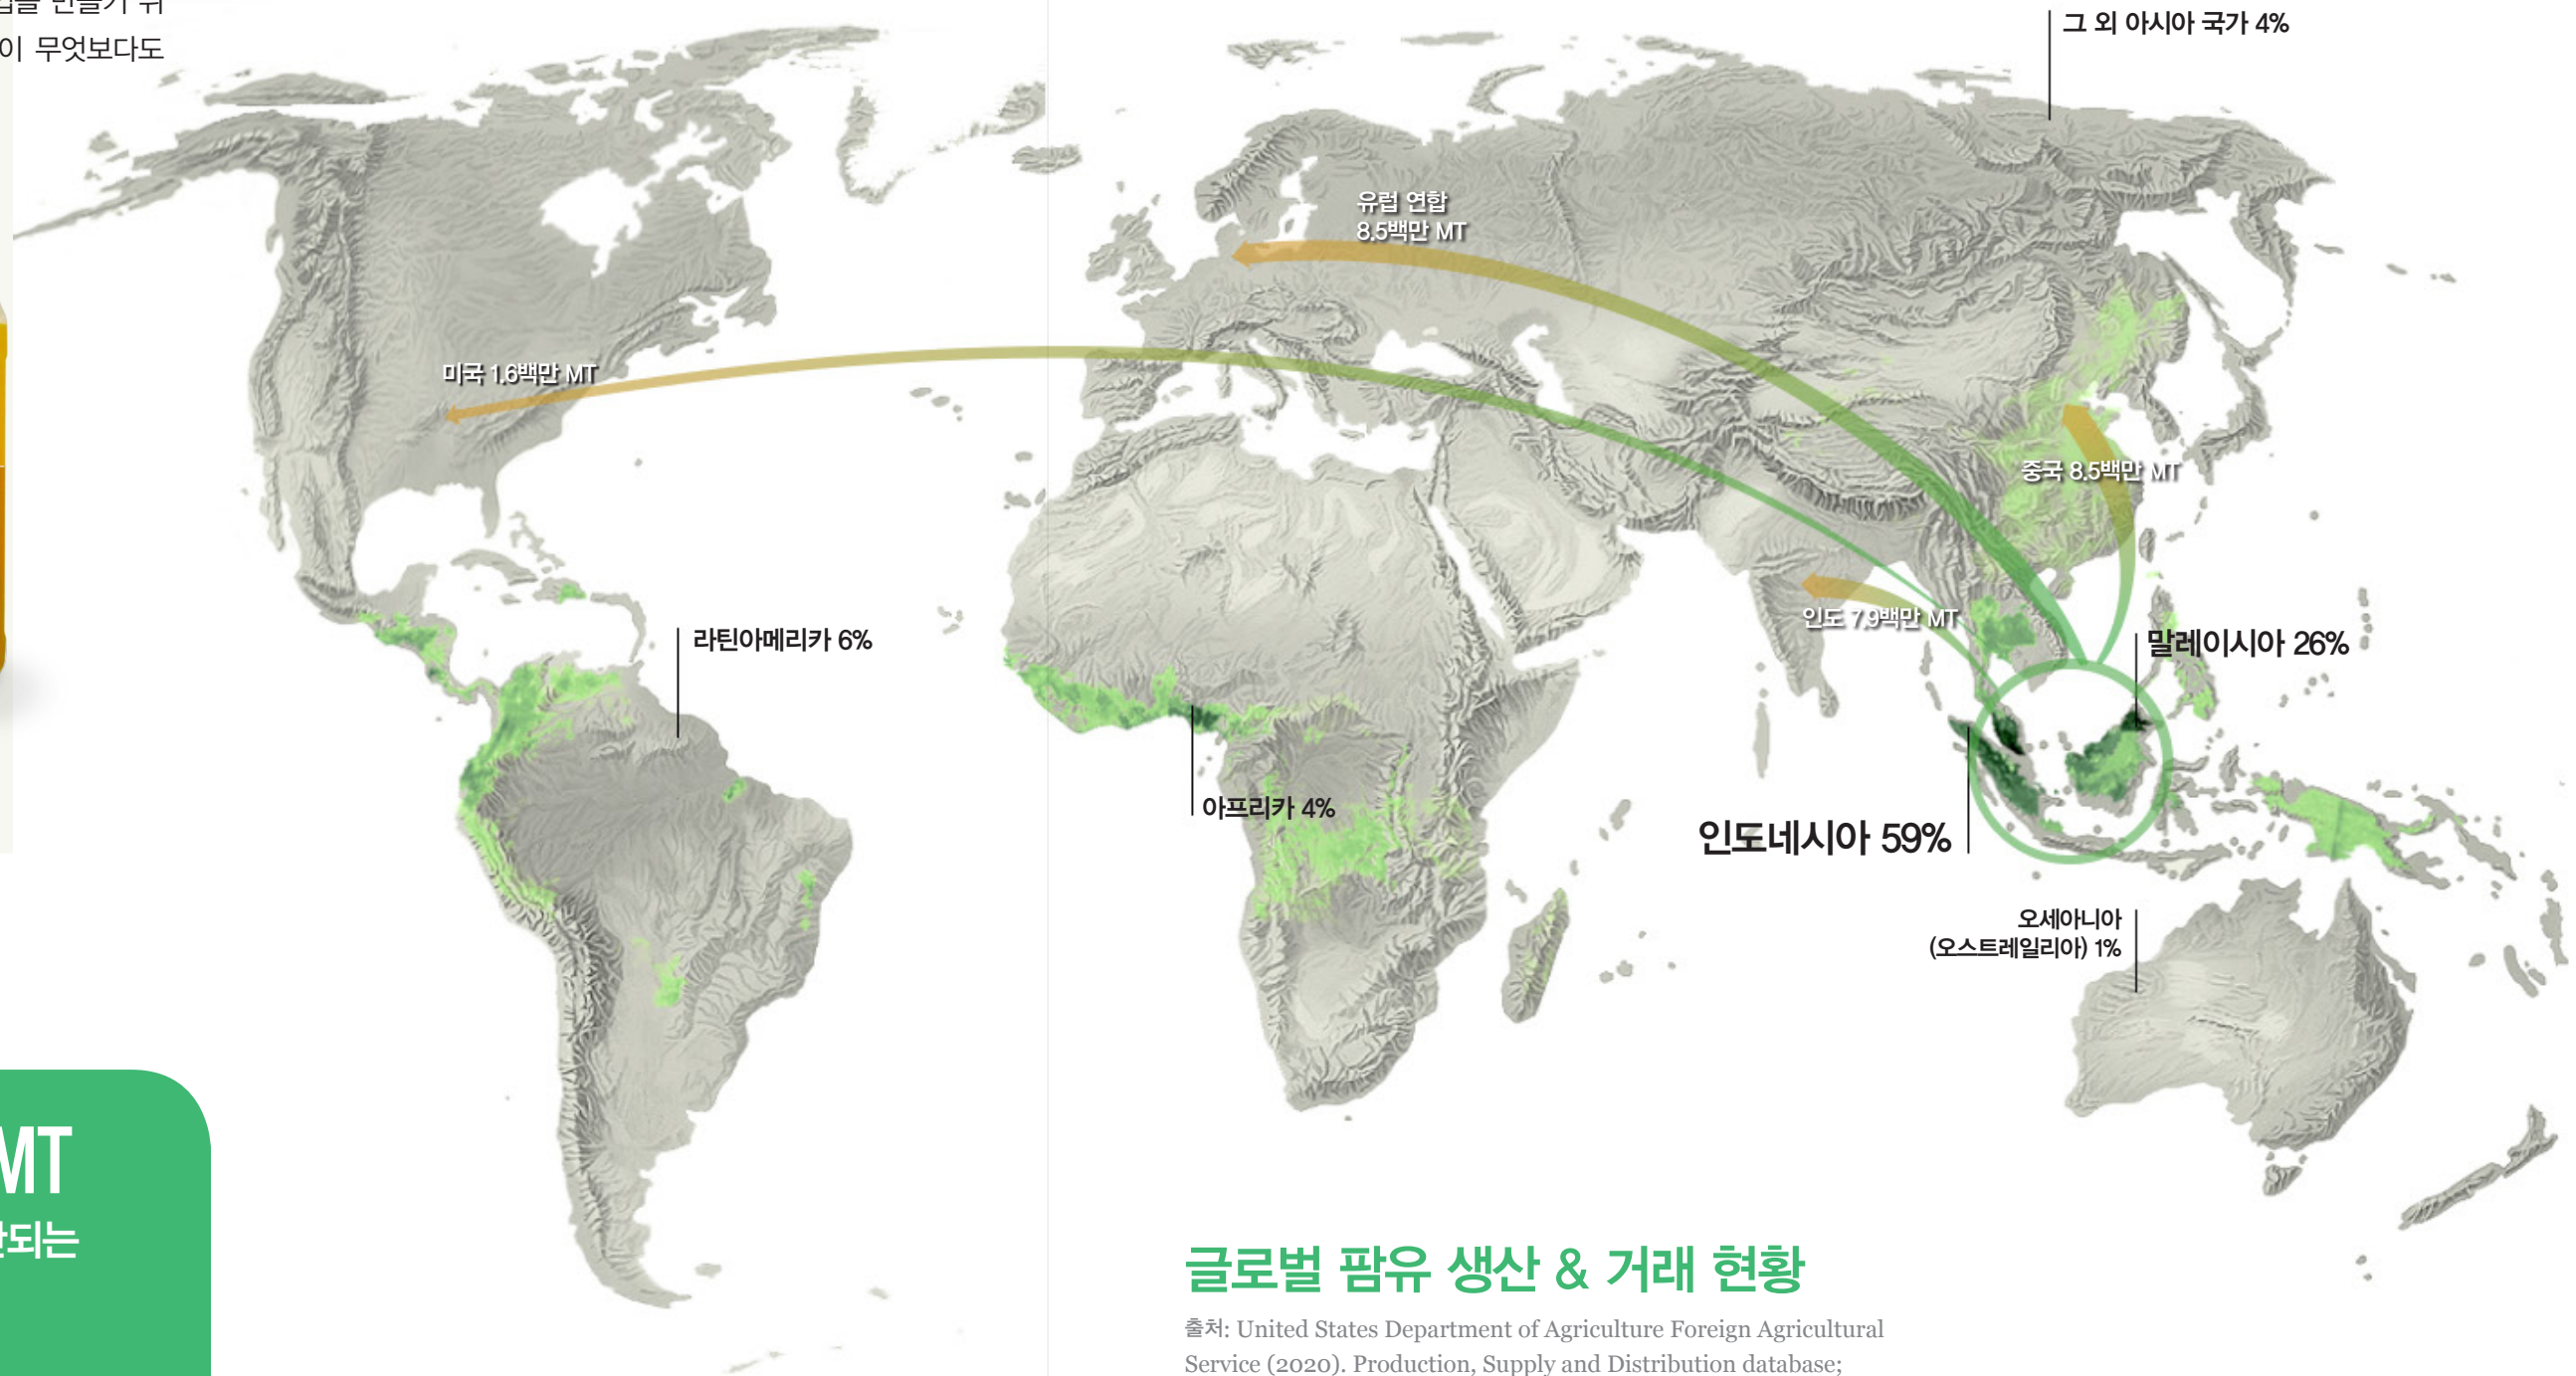 이 무엇보다도
그 외 아시아 국가 4%
유럽 연합
8.5백만 MT
미국 1.6백만 MT
중국 8.5백만 MT
인도 7.9백만 MT
라틴아메리카 6%
말레이시아 26%
아프리카 4%
인도네시아 59%
오세아니아
(오스트레일리아) 1%
MT
되는
글로벌 팜유 생산 & 거래 현황
출처: United States Department of Agriculture Foreign Agricultural
Service (2020). Production, Supply and Distribution database;